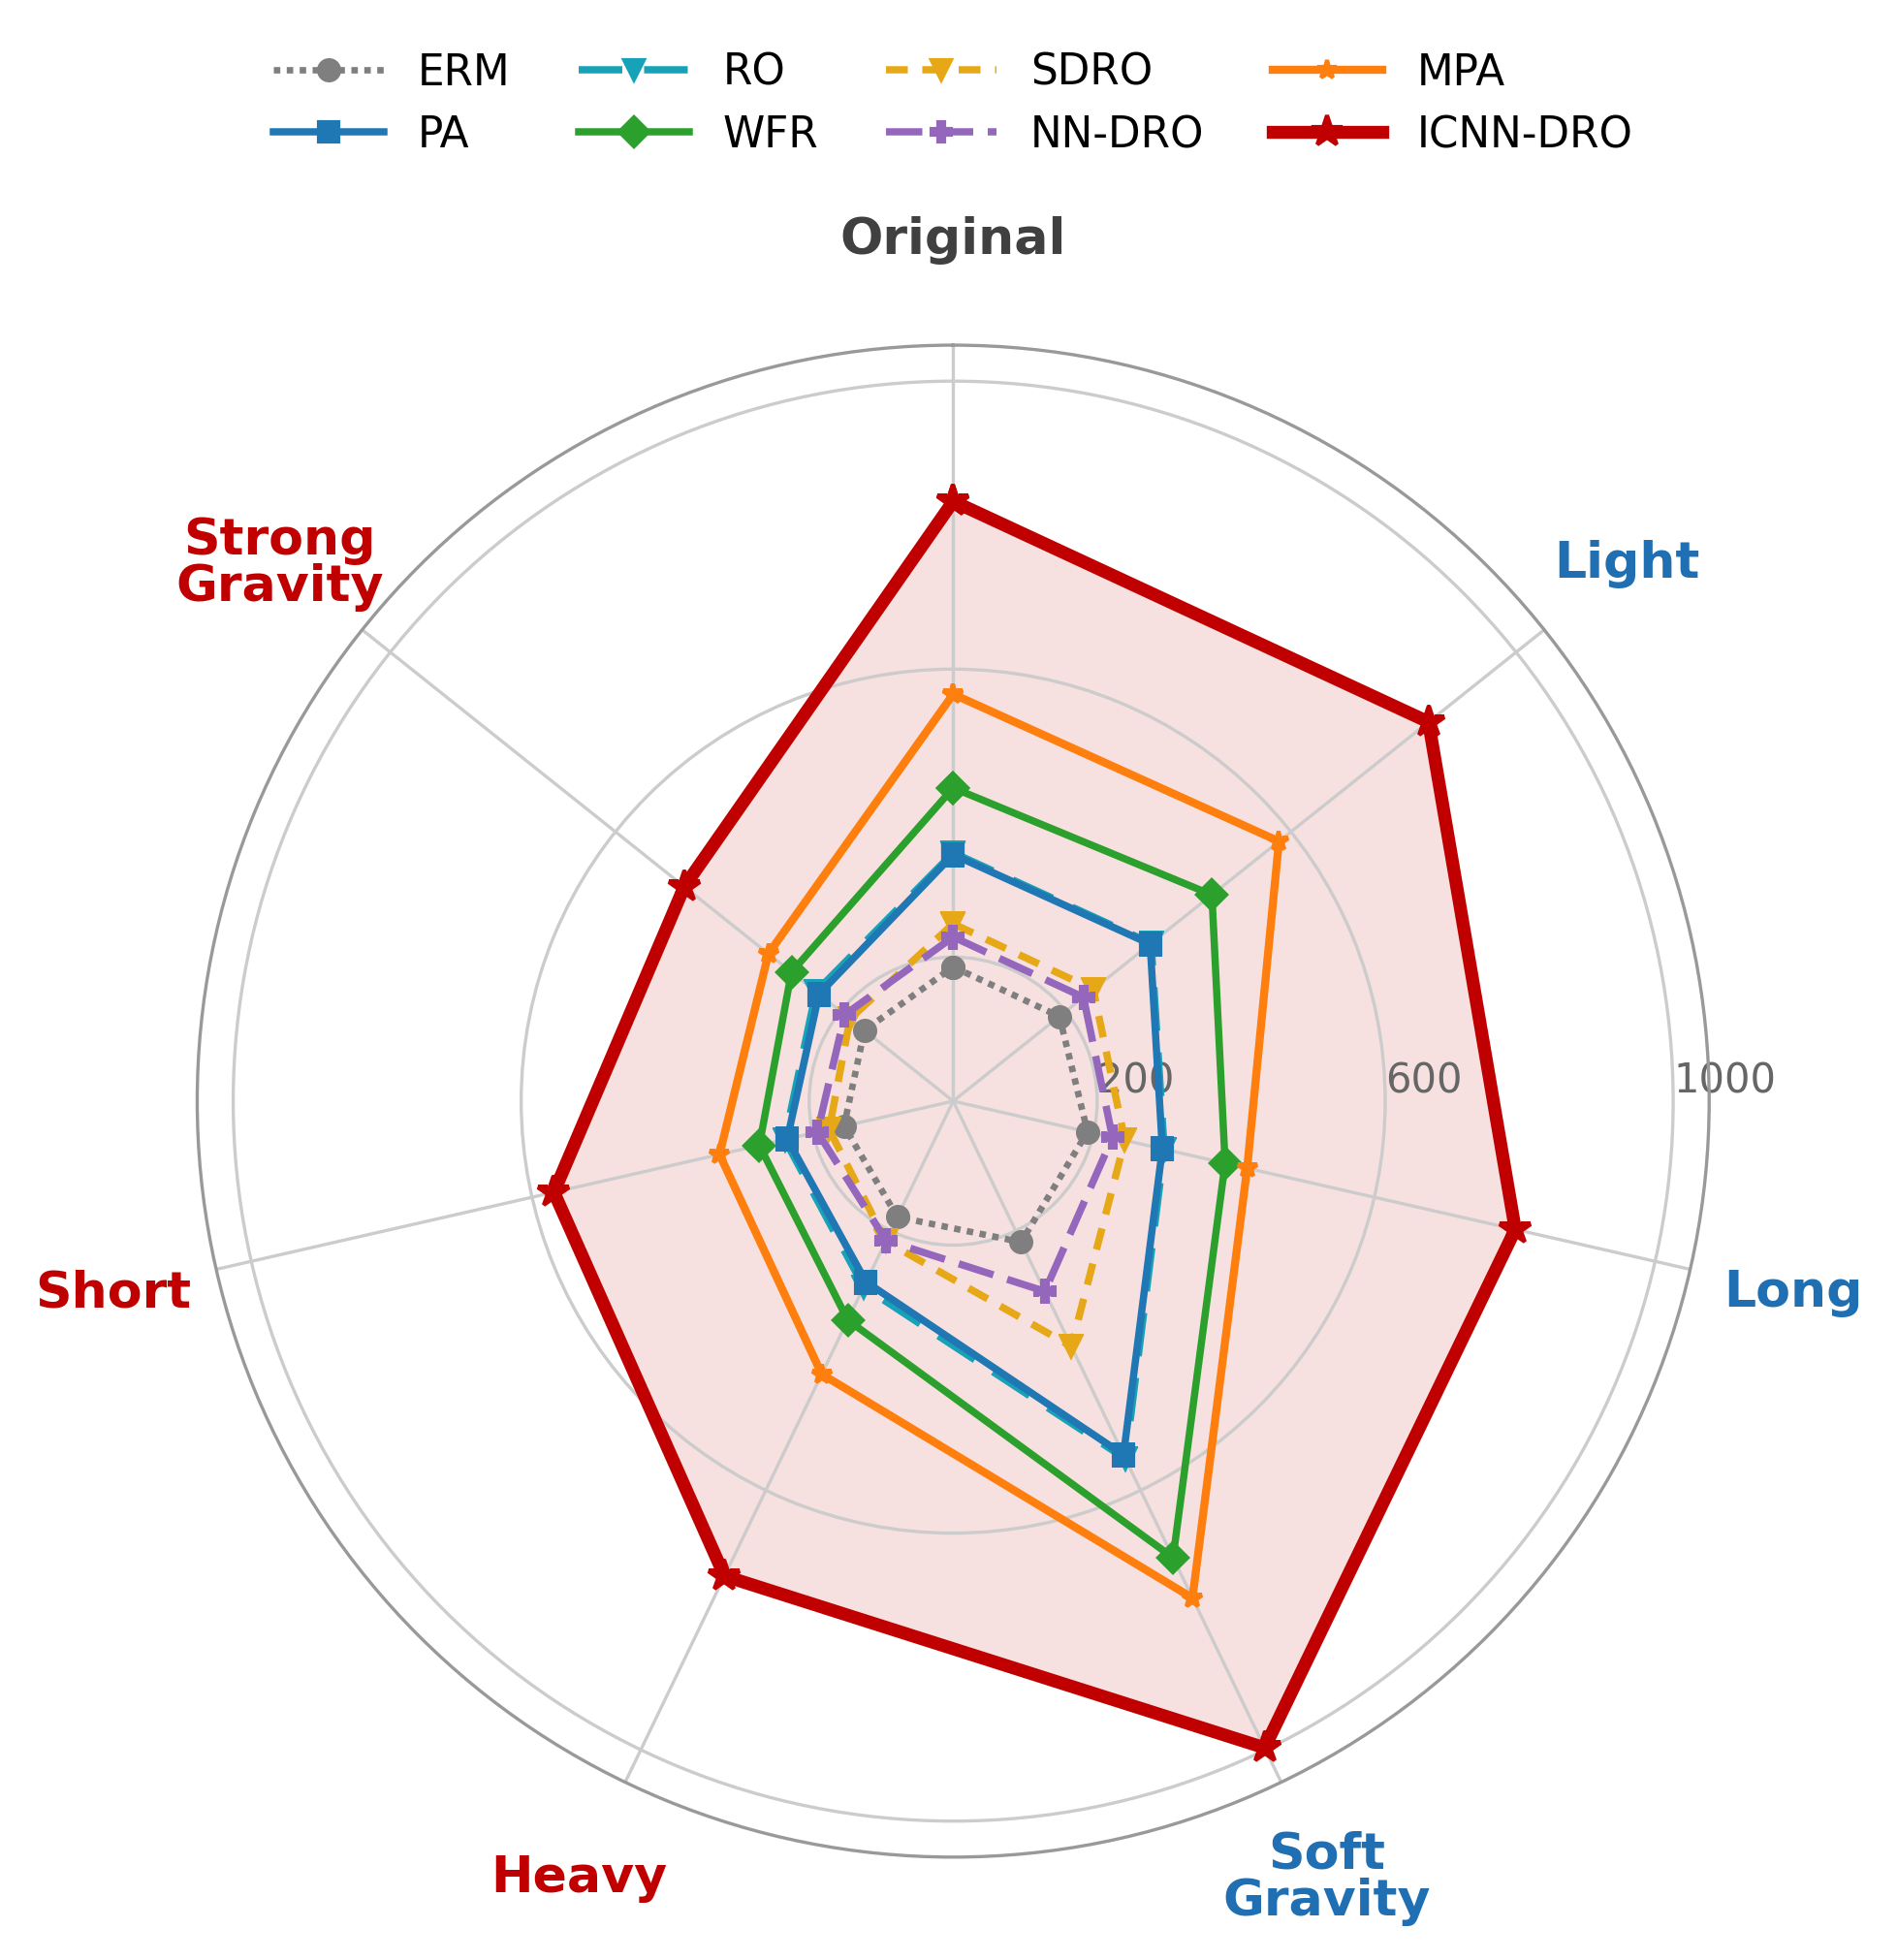 ERM RO SDRO MPA
PA WFR NN-DRO ICNN-DRO
Original
Strong
Gravity
Light
200 600 1000
Short
Long
Heavy
Soft
Gravity